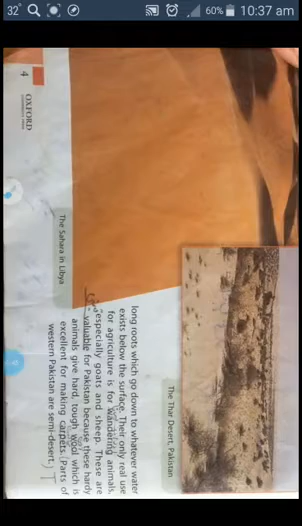 32°
60%
10:37 am
The Thar Desert, Pakistan
long roots which go down to whatever water
exists below the surface. Their only real use
for agriculture is for wandering animals,
especially goats and sheep. These are
valuable for Pakistan because these hardy
animals give hard, tough wool which is
excellent for making carpets. (Parts of
western Pakistan are semi-desert.)
The Sahara in Libya
4
OXFORD